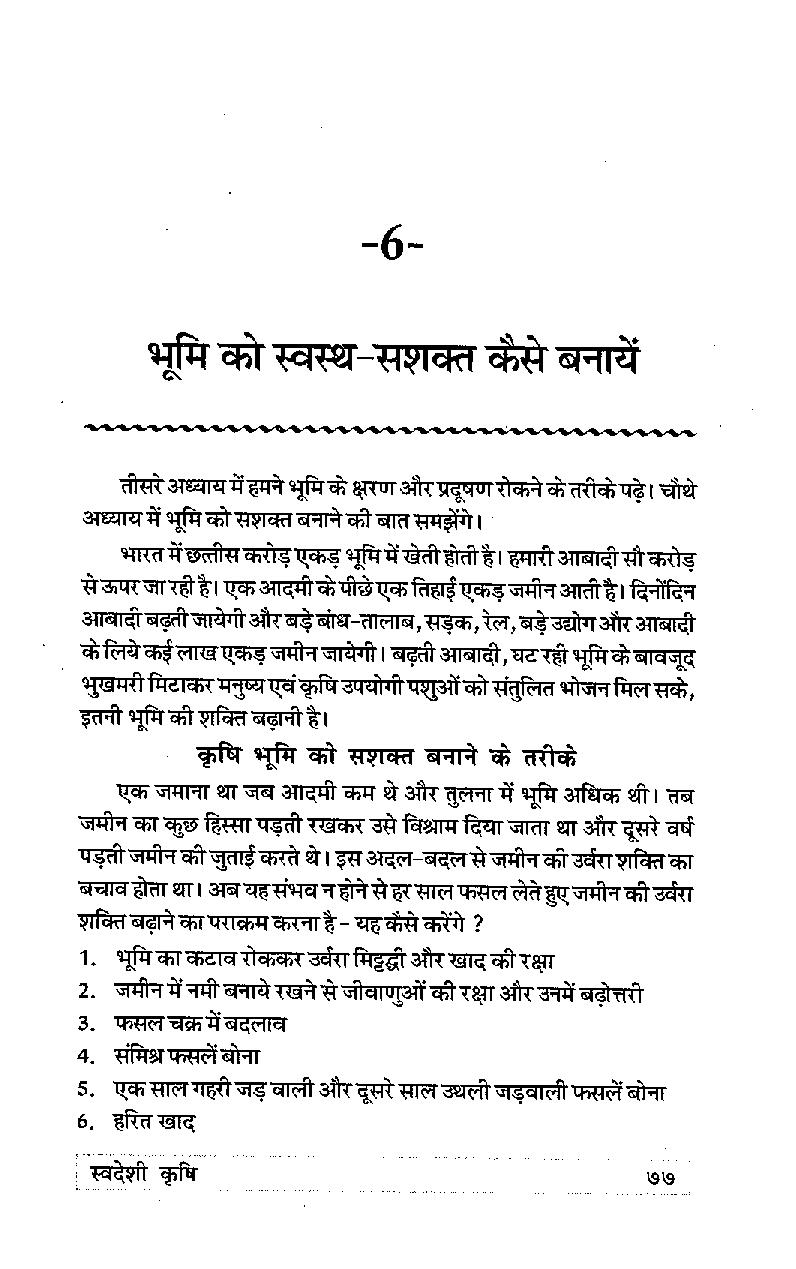 -6-
भूमि को स्वस्थ-सशक्त कैसे बनायें
तीसरे अध्याय में हमने भूमि के क्षरण और प्रदूषण रोकने के तरीके पढ़े। चौथे
अध्याय में भूमि को सशक्त बनाने की बात समझेंगे।
भारत में छत्तीस करोड़ एकड़ भूमि में खेती होती है। हमारी आबादी सौ करोड़
से ऊपर जा रही है। एक आदमी के पीछे एक तिहाई एकड़ जमीन आती है। दिनोंदिन
आबादी बढ़ती जायेगी और बड़े बांध-तालाब, सड़क, रेल, बड़े उद्योग और आबादी
के लिये कई लाख एकड़ जमीन जायेगी। बढ़ती आबादी, घट रही भूमि के बावजूद
भुखमरी मिटाकर मनुष्य एवं कृषि उपयोगी पशुओं को संतुलित भोजन मिल सके,
इतनी भूमि की शक्ति बढ़ानी है।
कृषि भूमि को सशक्त बनाने के तरीके
एक जमाना था जब आदमी कम थे और तुलना में भूमि अधिक थी। तब
जमीन का कुछ हिस्सा पड़ती रखकर उसे विश्राम दिया जाता था और दूसरे वर्ष
पड़ती जमीन की जुताई करते थे। इस अदल-बदल से जमीन की उर्वरा शक्ति का
बचाव होता था। अब यह संभव न होने से हर साल फसल लेते हुए जमीन की उर्वरा
शक्ति बढ़ाने का पराक्रम करना है - यह कैसे करेंगे ?
1. भूमि का कटाव रोककर उर्वरा मिट्टद्धी और खाद की रक्षा
2. जमीन में नमी बनाये रखने से जीवाणुओं की रक्षा और उनमें बढ़ोत्तरी
3. फसल चक्र में बदलाव
4. संमिश्र फसलें बोना
5. एक साल गहरी जड़ वाली और दूसरे साल उथली जड़वाली फसलें बोना
6. हरित खाद
स्वदेशी कृषि ७७